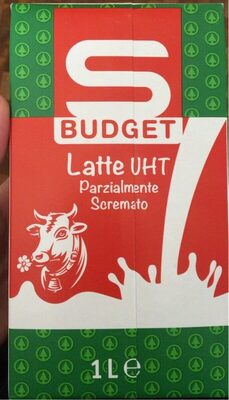 S
BUDGET
Latte UHT
Parzialmente
Scremato
1L e